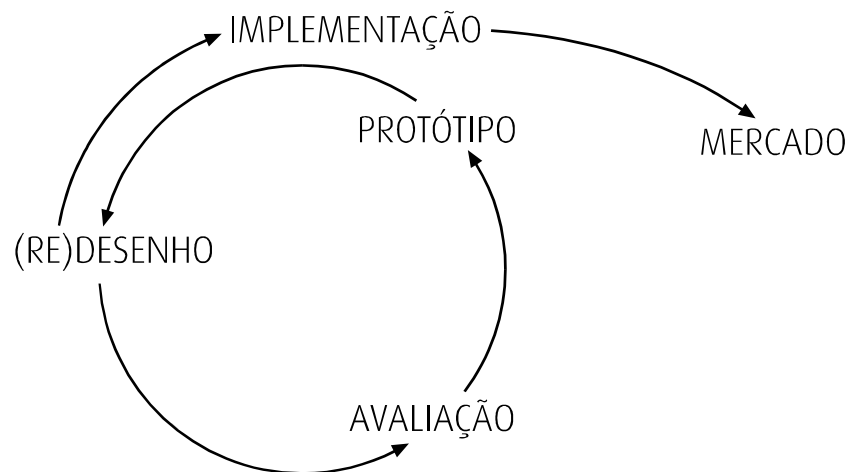 IMPLEMENTAÇÃO
PROTÓTIPO
MERCADO
(RE)DESENHO
AVALIAÇÃO